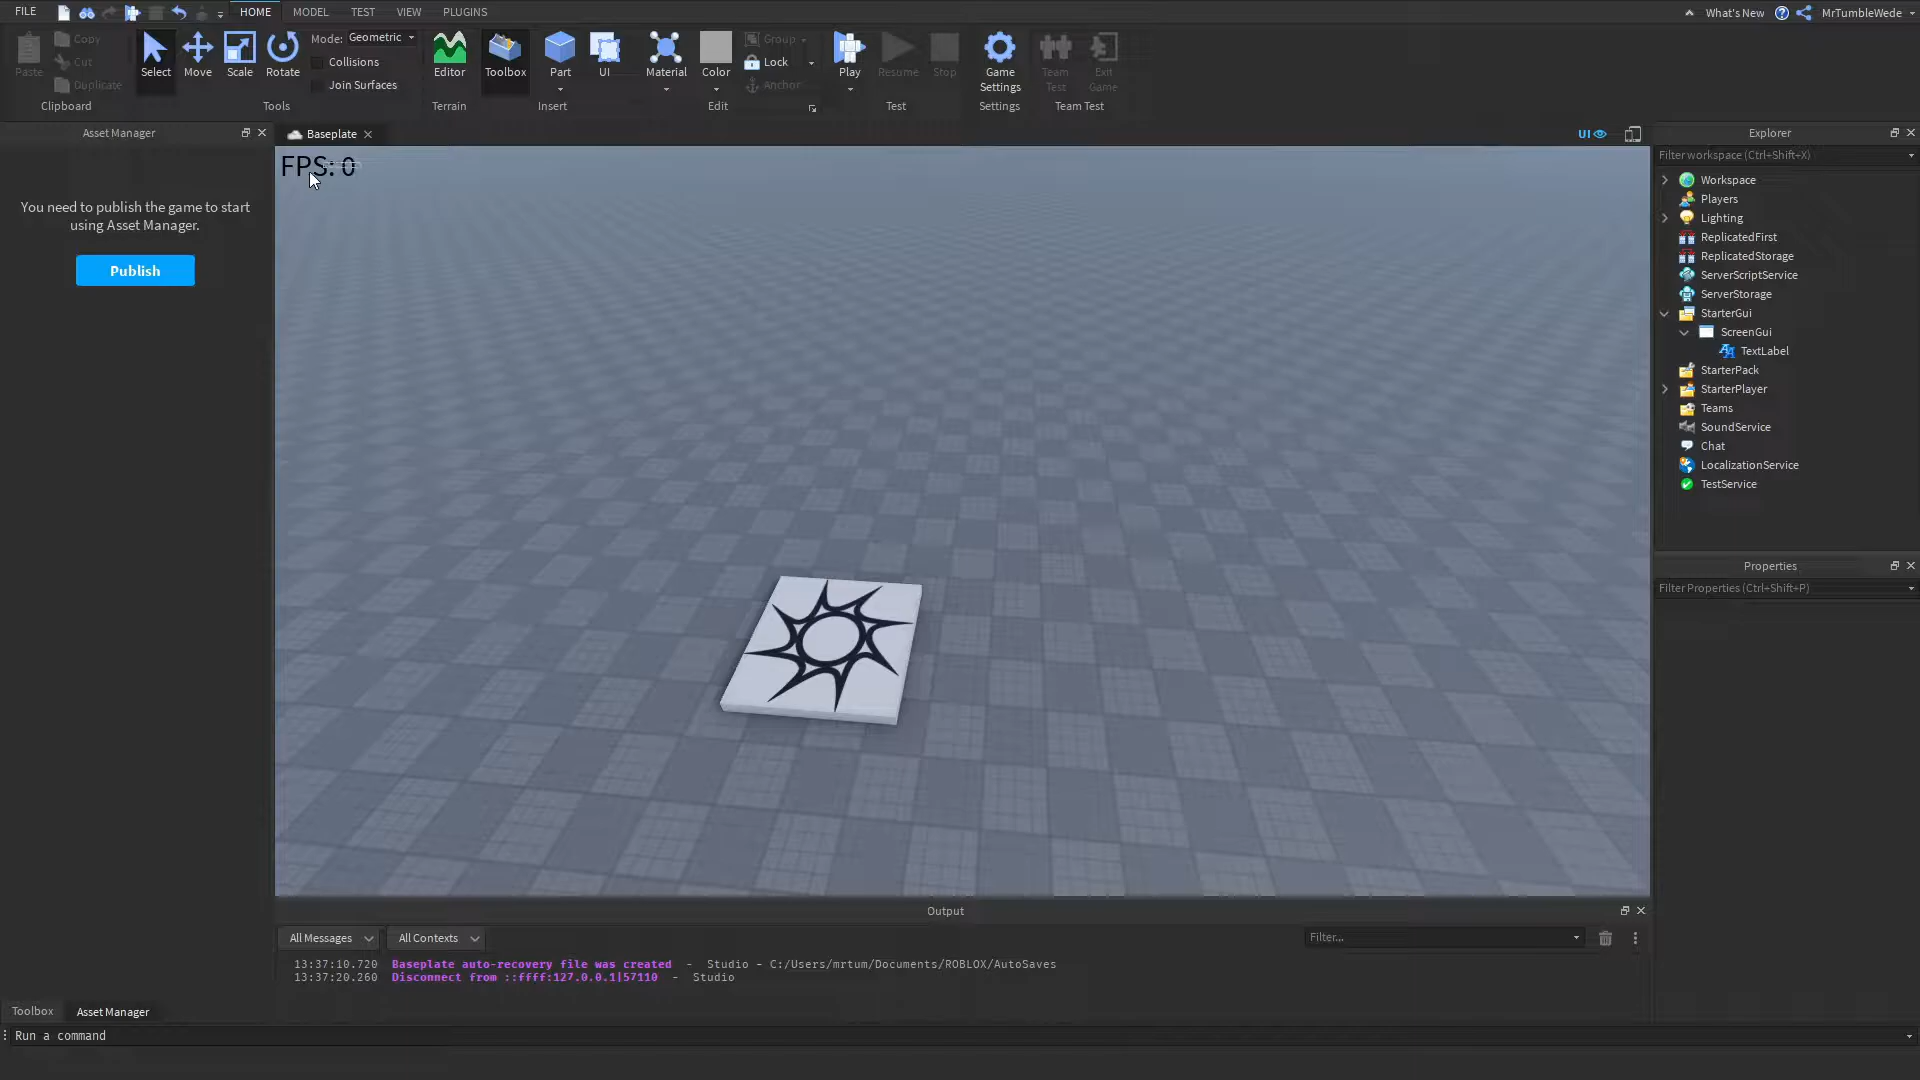 FILE HOME MODEL TEST VIEW PLUGINS What's New MrTumbleWede
Paste Copy Cut Duplicate Clipboard
Select Move Scale Rotate Mode: Geometric Collisions Join Surfaces Tools
Editor Terrain
Toolbox Part UI Insert
Material Color Group Lock Anchor Edit
Play Resume Stop Test
Game Settings Settings
Team Test Exit Game Team Test
Asset Manager
You need to publish the game to start
using Asset Manager.
Publish
Baseplate
UI
FPS: 0
Explorer
Filter workspace (Ctrl+Shift+X)
Workspace
Players
Lighting
ReplicatedFirst
ReplicatedStorage
ServerScriptService
ServerStorage
StarterGui
ScreenGui
TextLabel
StarterPack
StarterPlayer
Teams
SoundService
Chat
LocalizationService
TestService
Properties
Filter Properties (Ctrl+Shift+P)
Output
All Messages All Contexts Filter...
13:37:10.720 Baseplate auto-recovery file was created - Studio - C:/Users/mrtum/Documents/ROBLOX/AutoSaves
13:37:20.260 Disconnect from ::ffff:127.0.0.1|57110 - Studio
Toolbox Asset Manager
Run a command